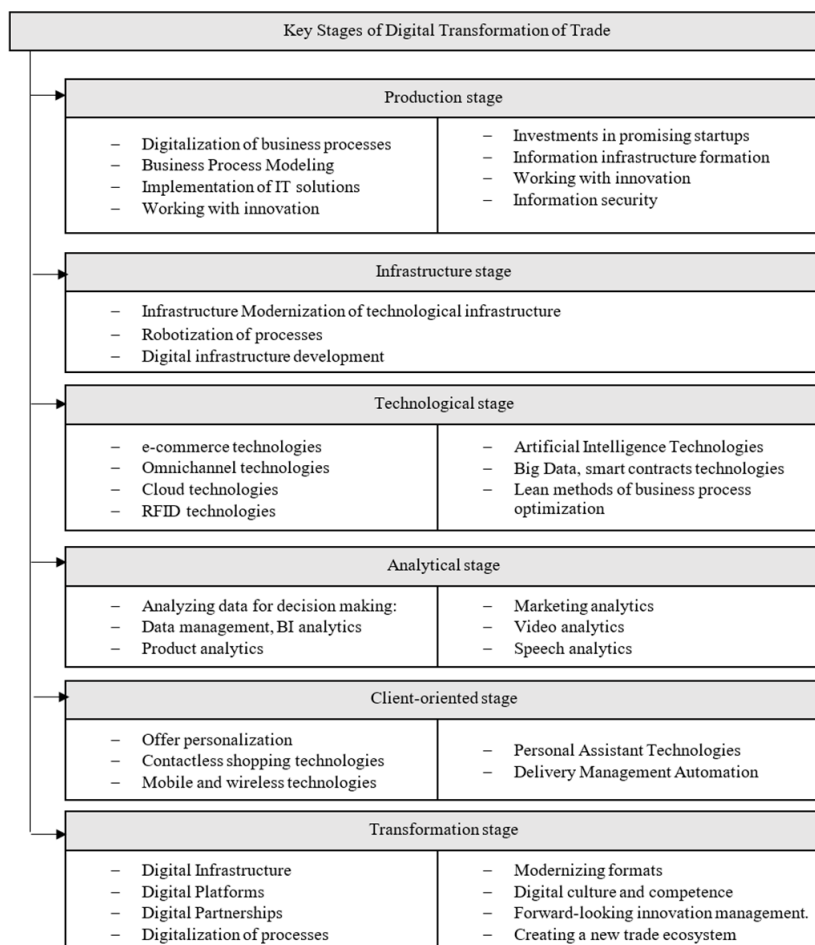 Key Stages of Digital Transformation of Trade
Production stage
– Digitalization of business processes
– Business Process Modeling
– Implementation of IT solutions
– Working with innovation
– Investments in promising startups
– Information infrastructure formation
– Working with innovation
– Information security
Infrastructure stage
– Infrastructure Modernization of technological infrastructure
– Robotization of processes
– Digital infrastructure development
Technological stage
– e-commerce technologies
– Omnichannel technologies
– Cloud technologies
– RFID technologies
– Artificial Intelligence Technologies
– Big Data, smart contracts technologies
– Lean methods of business process
optimization
Analytical stage
– Analyzing data for decision making:
– Data management, BI analytics
– Product analytics
– Marketing analytics
– Video analytics
– Speech analytics
Client-oriented stage
– Offer personalization
– Contactless shopping technologies
– Mobile and wireless technologies
– Personal Assistant Technologies
– Delivery Management Automation
Transformation stage
– Digital Infrastructure
– Digital Platforms
– Digital Partnerships
– Digitalization of processes
– Modernizing formats
– Digital culture and competence
– Forward-looking innovation management.
– Creating a new trade ecosystem